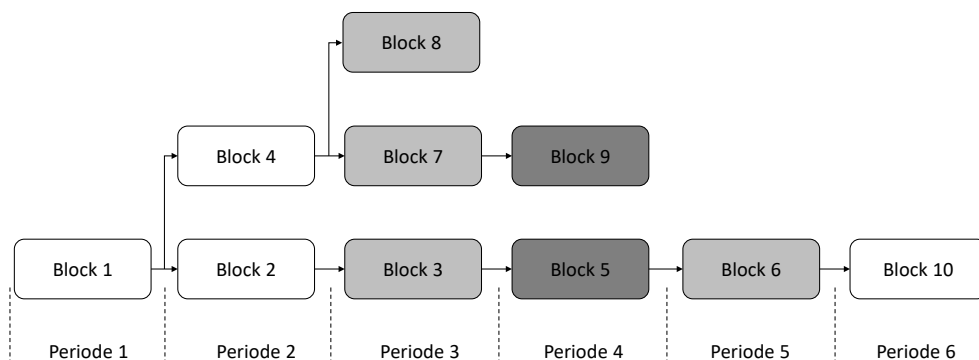 Block 8
Block 4 Block 7 Block 9
Block 1 Block 2 Block 3 Block 5 Block 6 Block 10
Periode 1 Periode 2 Periode 3 Periode 4 Periode 5 Periode 6